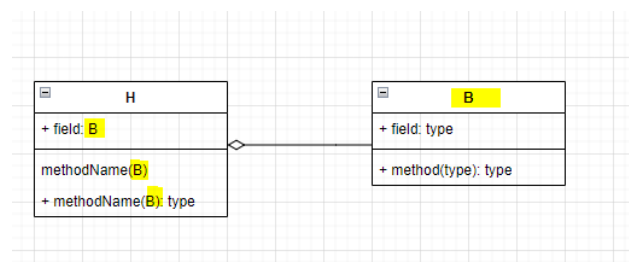 H
+ field: B
methodName(B)
+ methodName(B): type
B
+ field: type
+ method(type): type